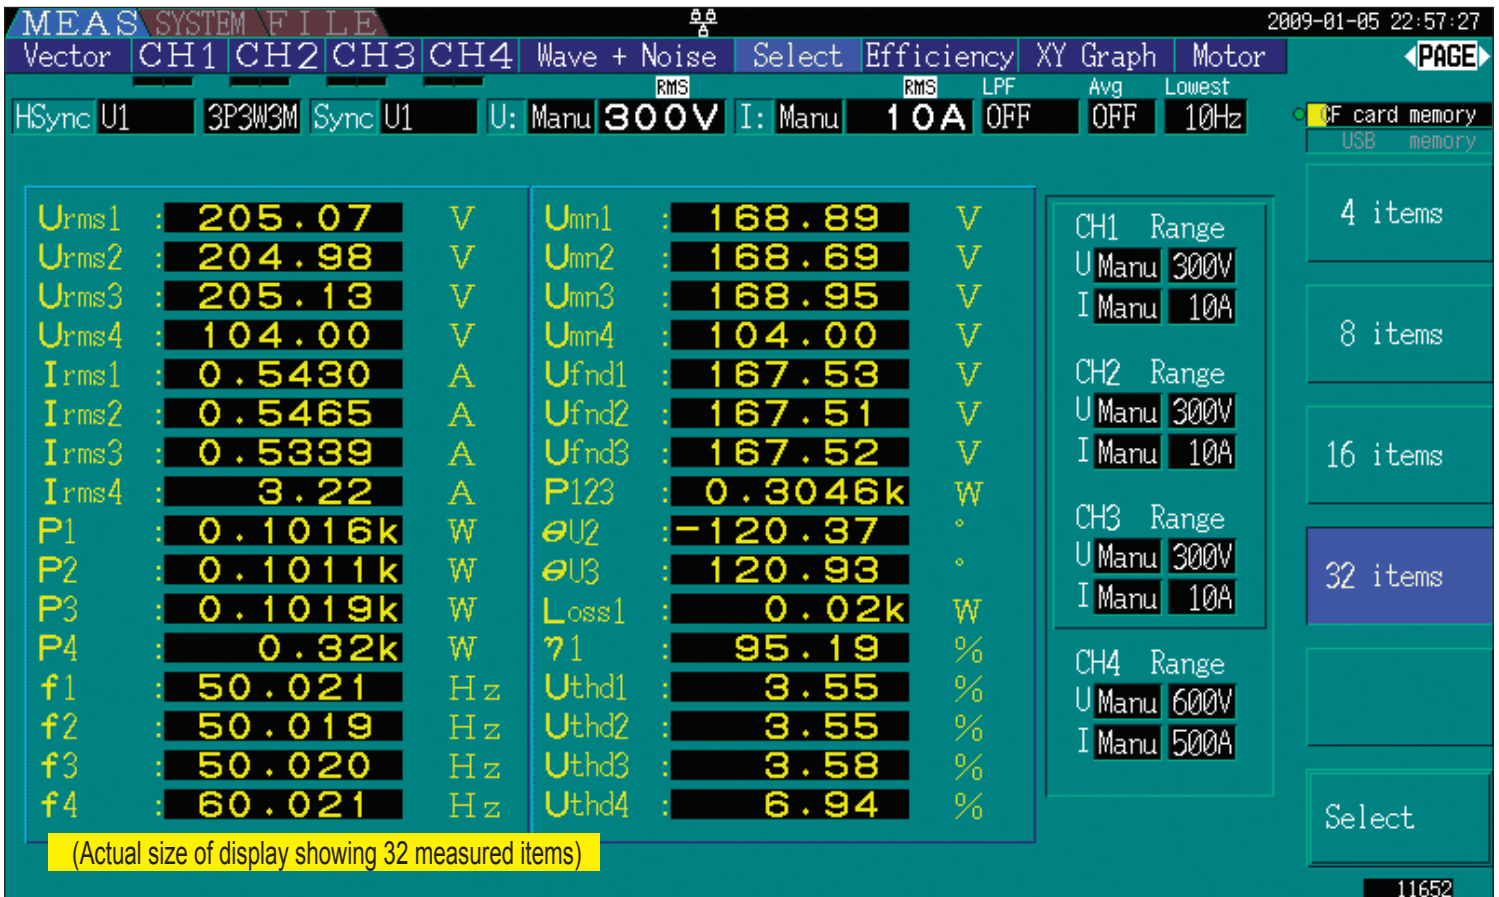 MEAS SYSTEM FILE 2009-01-05 22:57:27
Vector CH1 CH2 CH3 CH4 Wave + Noise Select Efficiency XY Graph Motor PAGE
RMS RMS LPF Avg Lowest
HSync U1 3P3W3M Sync U1 U: Manu 300V I: Manu 10A OFF OFF 10Hz
CF card memory
USB memory
Urms1 : 205.07 V
Urms2 : 204.98 V
Urms3 : 205.13 V
Urms4 : 104.00 V
Irms1 : 0.5430 A
Irms2 : 0.5465 A
Irms3 : 0.5339 A
Irms4 : 3.22 A
P1 : 0.1016k W
P2 : 0.1011k W
P3 : 0.1019k W
P4 : 0.32k W
f1 : 50.021 Hz
f2 : 50.019 Hz
f3 : 50.020 Hz
f4 : 60.021 Hz
Umn1 : 168.89 V
Umn2 : 168.69 V
Umn3 : 168.95 V
Umn4 : 104.00 V
Ufnd1 : 167.53 V
Ufnd2 : 167.51 V
Ufnd3 : 167.52 V
P123 : 0.3046k W
θU2 : -120.37 °
θU3 : 120.93 °
Loss1 : 0.02k W
η1 : 95.19 %
Uthd1 : 3.55 %
Uthd2 : 3.55 %
Uthd3 : 3.58 %
Uthd4 : 6.94 %
CH1 Range
U Manu 300V
I Manu 10A
CH2 Range
U Manu 300V
I Manu 10A
CH3 Range
U Manu 300V
I Manu 10A
CH4 Range
U Manu 600V
I Manu 500A
4 items
8 items
16 items
32 items
Select
(Actual size of display showing 32 measured items)
11652